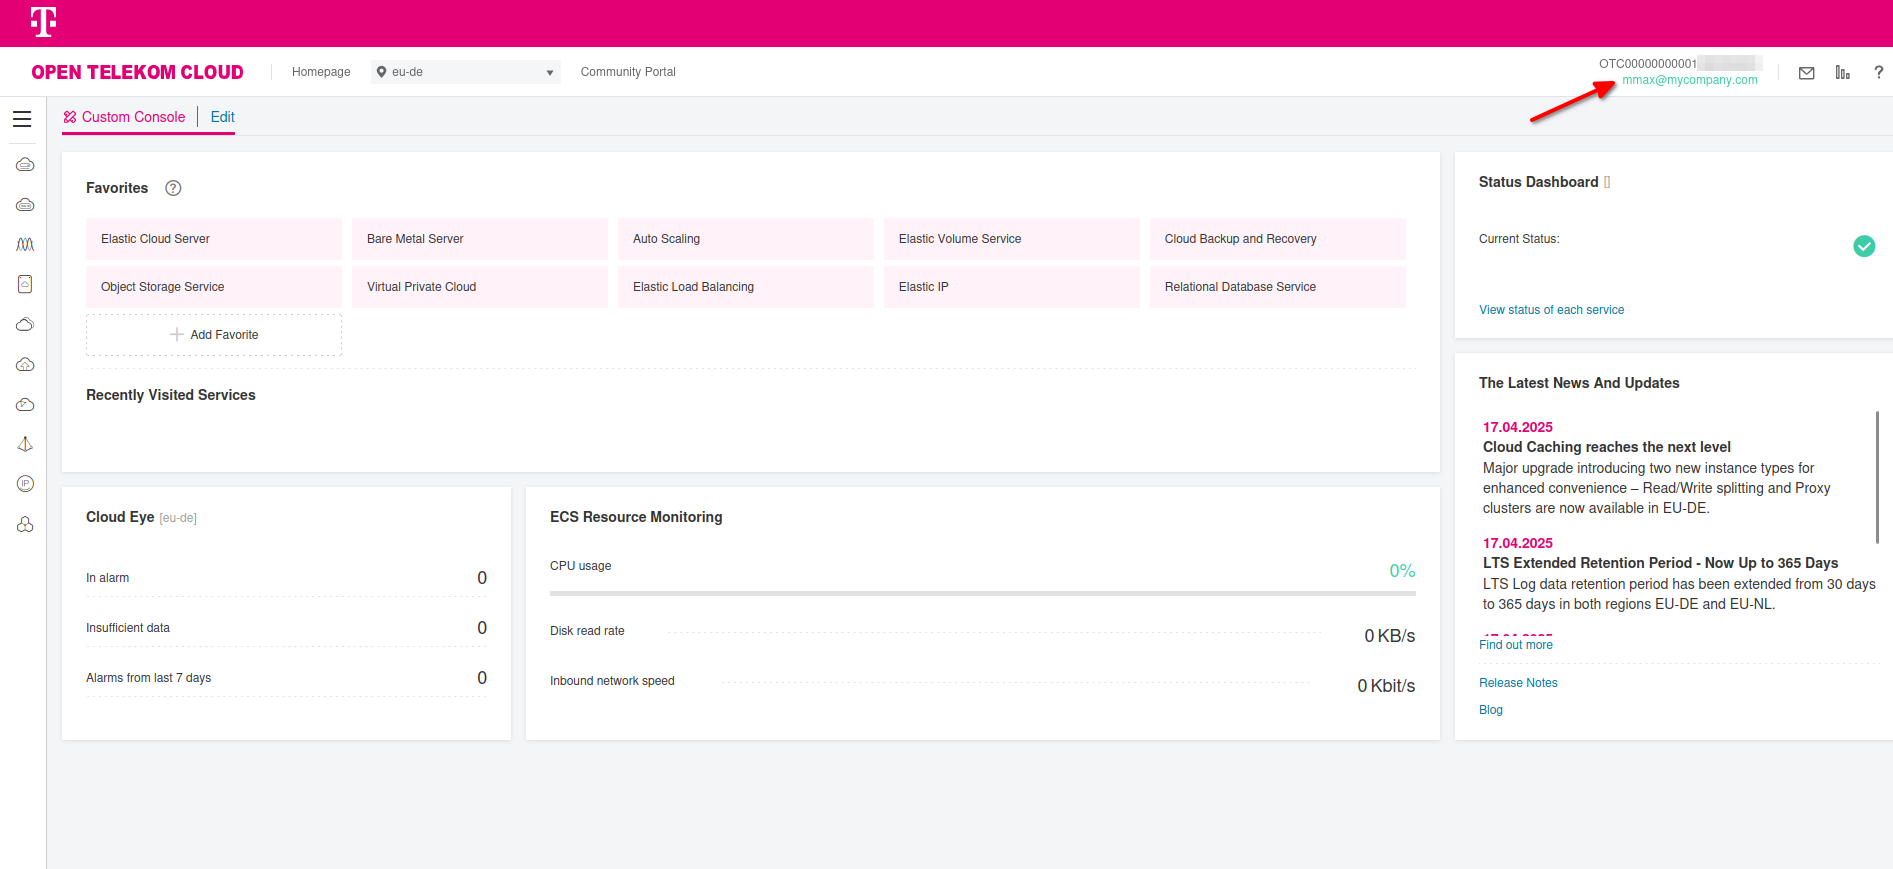 T
OPEN TELEKOM CLOUD
Homepage
eu-de
Community Portal
OTC00000000001
mmax@mycompany.com
?
Custom Console
Edit
Favorites ?
Elastic Cloud Server
Bare Metal Server
Auto Scaling
Elastic Volume Service
Cloud Backup and Recovery
Object Storage Service
Virtual Private Cloud
Elastic Load Balancing
Elastic IP
Relational Database Service
Add Favorite
Recently Visited Services
Cloud Eye [eu-de]
In alarm 0
Insufficient data 0
Alarms from last 7 days 0
ECS Resource Monitoring
CPU usage 0%
Disk read rate 0 KB/s
Inbound network speed 0 Kbit/s
Status Dashboard []
Current Status:
View status of each service
The Latest News And Updates
17.04.2025
Cloud Caching reaches the next level
Major upgrade introducing two new instance types for
enhanced convenience – Read/Write splitting and Proxy
clusters are now available in EU-DE.
17.04.2025
LTS Extended Retention Period - Now Up to 365 Days
LTS Log data retention period has been extended from 30 days
to 365 days in both regions EU-DE and EU-NL.
Find out more
Release Notes
Blog
IP